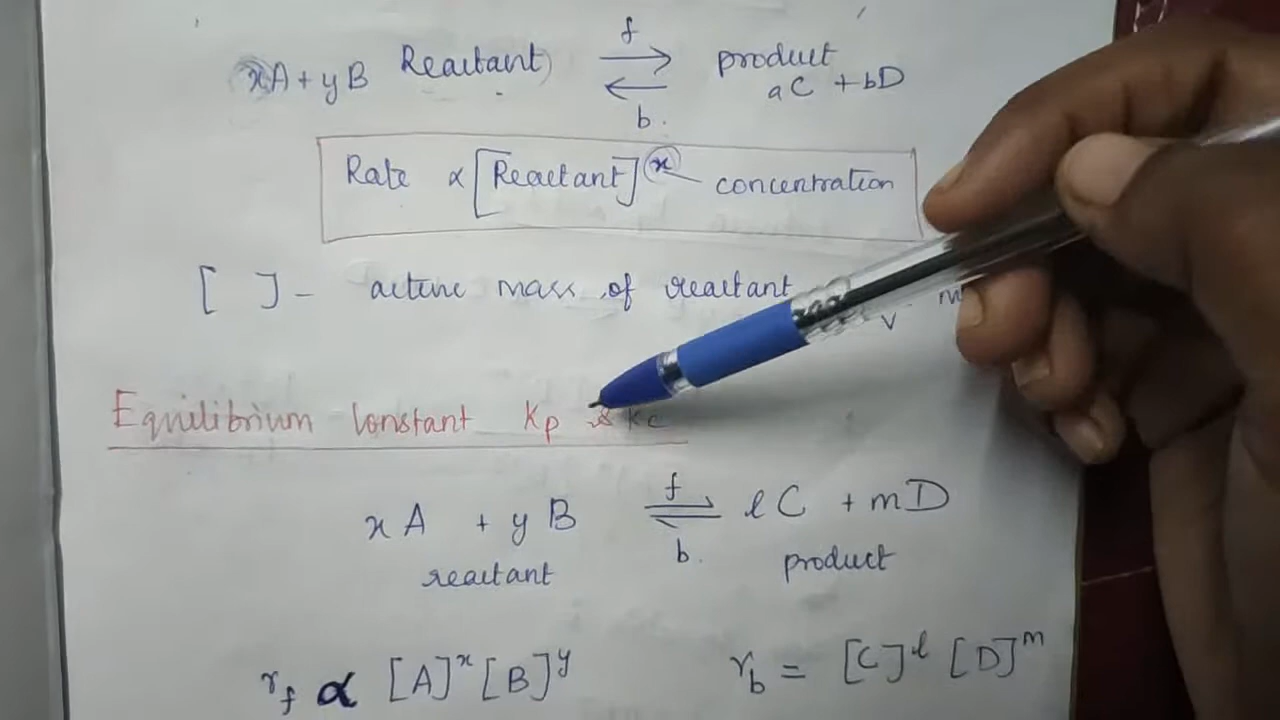 f
xA + yB Reactant) ⇌ product
aC + bD
b.
Rate ∝ [Reactant]^x concentration
[ ] - active mass of reactant
V
Equilibrium Constant Kp & Kc
f
xA + yB ⇌ lC + mD
b.
reactant product
r_f ∝ [A]^x [B]^y r_b = [C]^l [D]^m